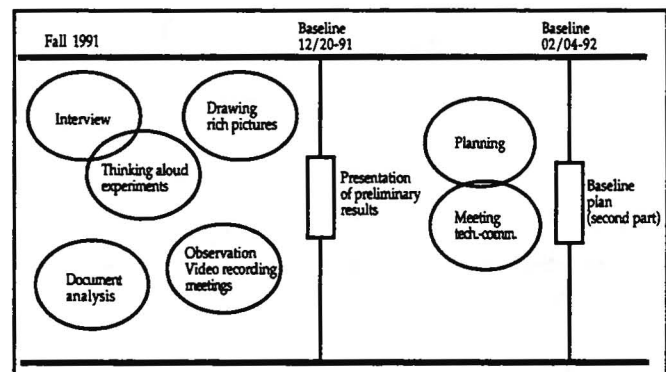 Fall 1991
Baseline
12/20-91
Baseline
02/04-92
Interview
Drawing
rich pictures
Thinking aloud
experiments
Document
analysis
Observation
Video recording
meetings
Presentation
of preliminary
results
Planning
Meeting
tech.-comm.
Baseline
plan
(second part)